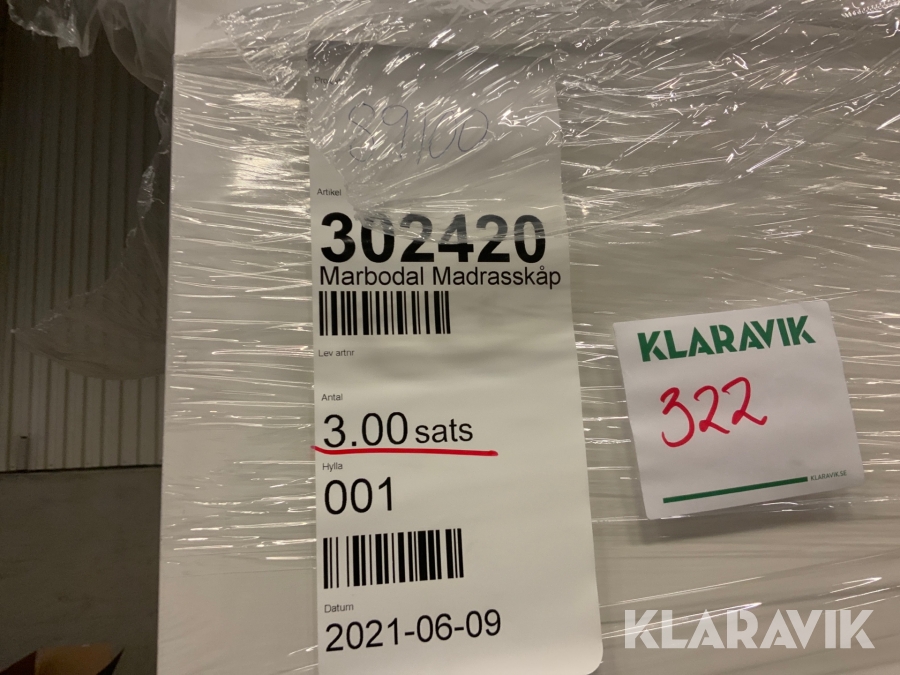 89100
Artikel
302420
Marbodal Madrasskåp
Lev artnr
Antal
3.00 sats
Hylla
001
Datum
2021-06-09
KLARAVIK
322
KLARAVIK.SE
KLARAVIK